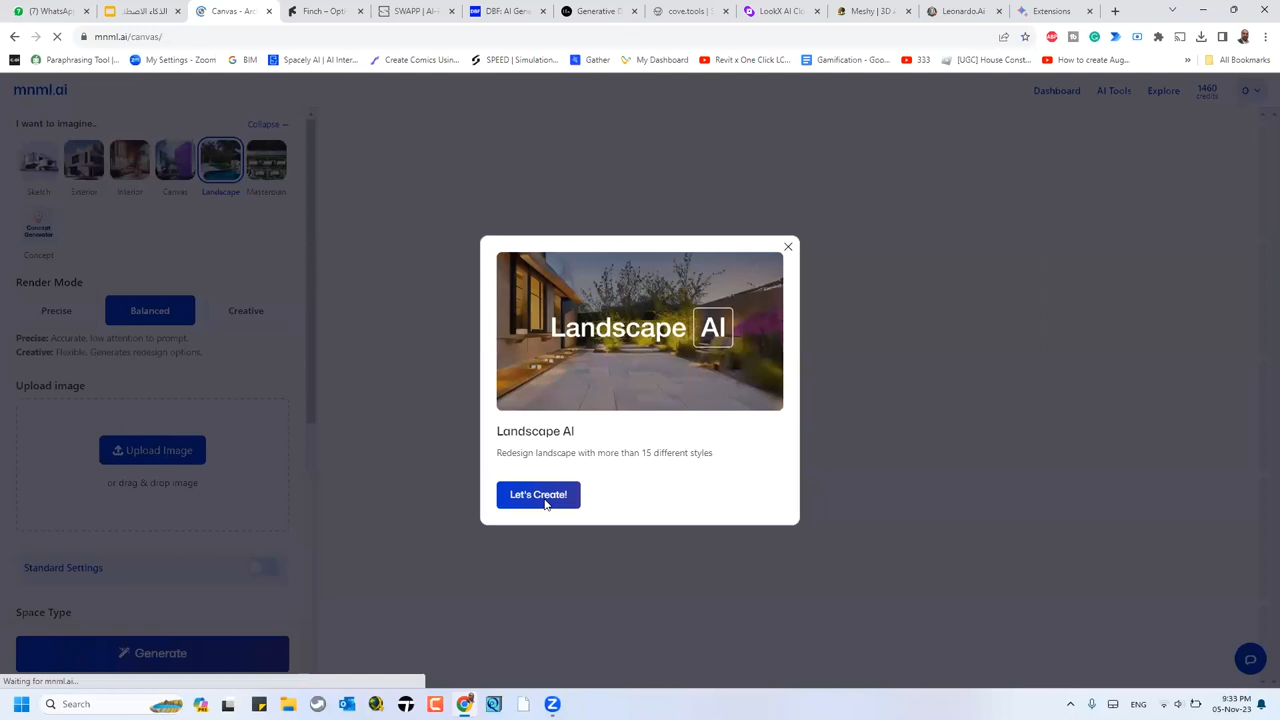 (7) WhatsApp
الذكاء الاصطنا
Canvas - Arch
Finch – Opti
SWAPP | AI-
DBF: AI Gen
Generative D
cove.tools |
LookX AI Cl
Meshy | 3D A
Leonardo.Ai
Extensions
mnml.ai/canvas/
Paraphrasing Tool |...
My Settings - Zoom
BIM
Spacely AI | AI Inter...
Create Comics Usin...
SPEED | Simulation...
Gather
My Dashboard
Revit x One Click LC...
Gamification - Goo...
333
[UGC] House Const...
How to create Aug...
»
All Bookmarks
mnml.ai
Dashboard
AI Tools
Explore
1460
credits
I want to imagine..
Collapse −
Sketch
Exterior
Interior
Canvas
Landscape
Masterplan
Concept
Generator
Concept
Render Mode
Precise
Balanced
Creative
Precise: Accurate, low attention to prompt.
Creative: Flexible, Generates redesign options.
Upload image
Upload Image
or drag & drop image
Standard Settings
Space Type
Generate
Landscape AI
Landscape AI
Redesign landscape with more than 15 different styles
Let's Create!
Waiting for mnml.ai...
Search
ENG
9:33 PM
05-Nov-23